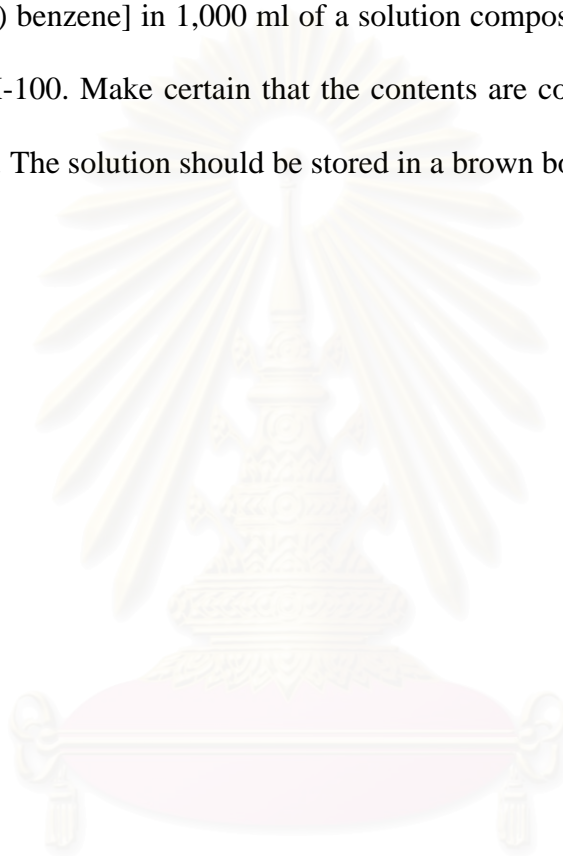 ) benzene] in 1,000 ml of a solution compos
-100. Make certain that the contents are co
The solution should be stored in a brown bo